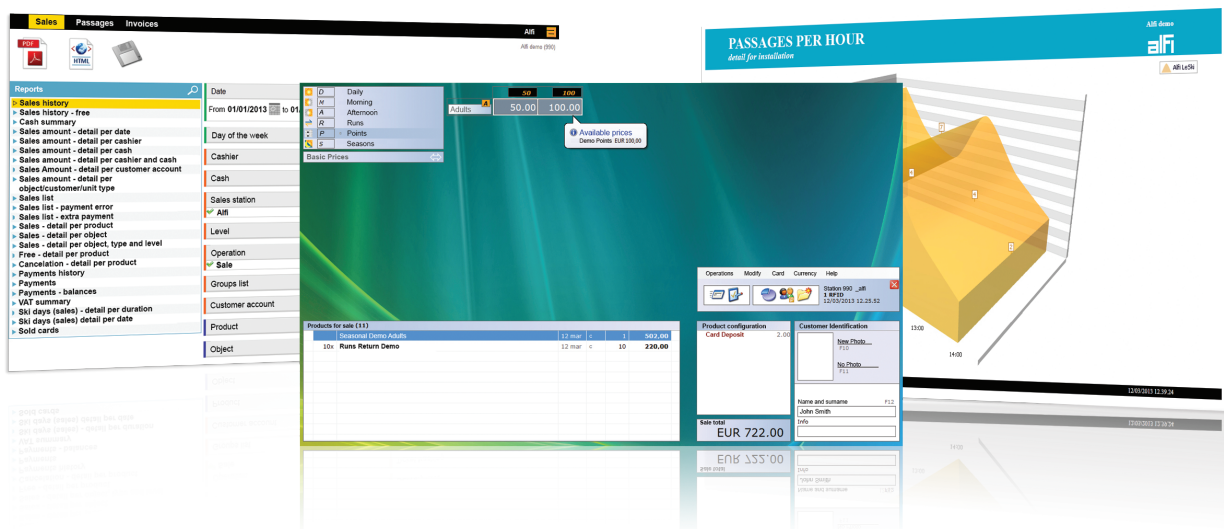 Sales Passages Invoices
Alfi
Alfi demo (990)
PDF
HTML
Reports
Sales history
Sales history - free
Cash summary
Sales amount - detail per date
Sales amount - detail per cashier
Sales amount - detail per cash
Sales amount - detail per cashier and cash
Sales Amount - detail per customer account
Sales amount - detail per
object/customer/unit type
Sales list
Sales list - payment error
Sales list - extra payment
Sales - detail per product
Sales - detail per object
Sales - detail per object, type and level
Free - detail per product
Cancelation - detail per product
Payments history
Payments
Payments - balances
VAT summary
Ski days (sales) - detail per duration
Ski days (sales) detail per date
Sold cards
Date
From 01/01/2013 to 01
Day of the week
Cashier
Cash
Sales station
Alfi
Level
Operation
Sale
Groups list
Customer account
Product
Object
D Daily
M Morning
A Afternoon
R Runs
P Points
S Seasons
Basic Prices
50 100
Adults A 50.00 100.00
Available prices
Demo Points EUR 100,00
Products for sale (11)
Seasonal Demo Adults 12 mar c 1 502,00
10x Runs Return Demo 12 mar c 10 220,00
Operations Modify Card Currency Help
Station 990 _alfi
1 RFID
12/03/2013 12.25.52
Product configuration
Card Deposit 2.00
Sale total
EUR 722.00
Customer Identification
New Photo
F10
No Photo
F11
Name and surname F12
John Smith
Info
PASSAGES PER HOUR
detail for installation
Alfi demo
alfi
Alfi LeSki
13:00
14:00
12/03/2013 12.39.24